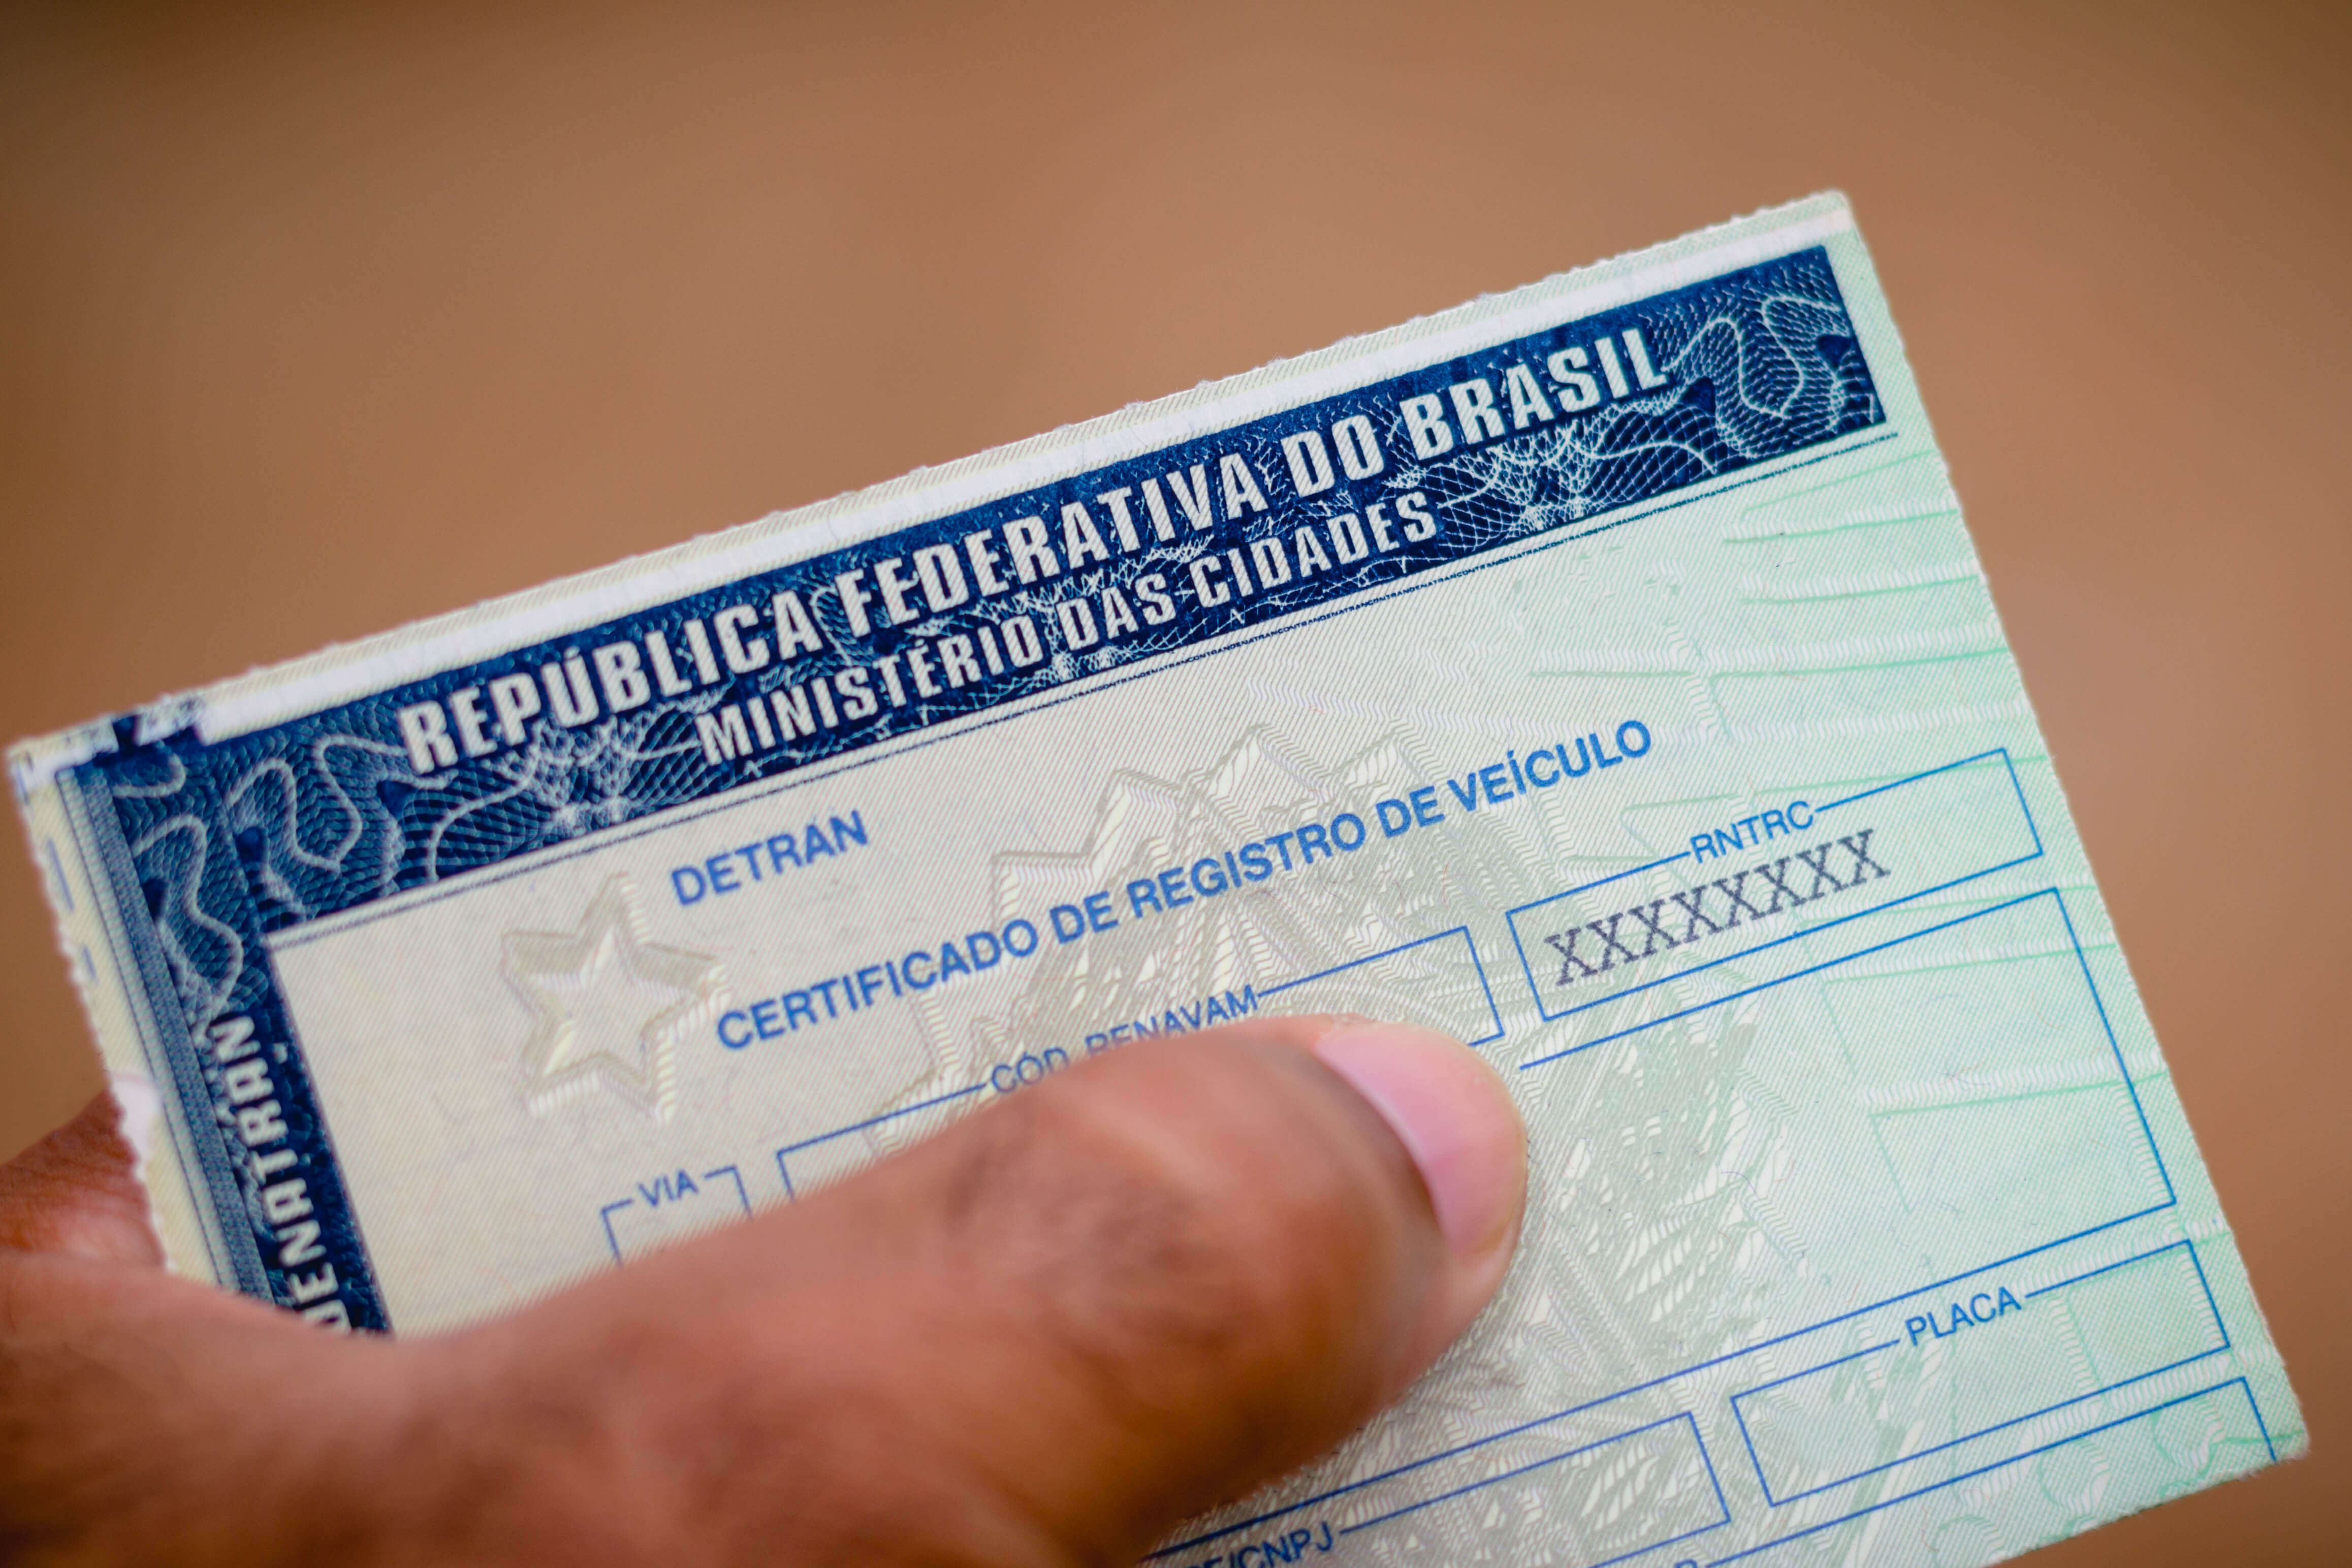 REPÚBLICA FEDERATIVA DO BRASIL
MINISTÉRIO DAS CIDADES
DENATRAN
DETRAN
CERTIFICADO DE REGISTRO DE VEÍCULO
VIA
CÓD. RENAVAM
RNTRC
XXXXXXXX
PLACA
/CNPJ